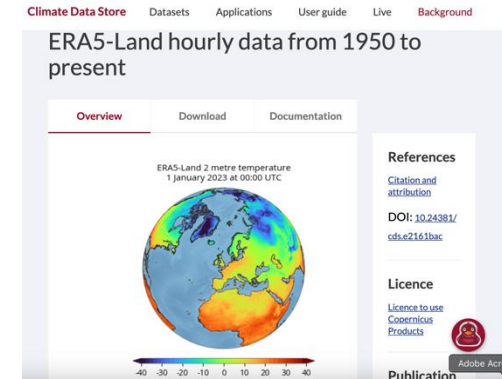 Climate Data Store Datasets Applications User guide Live Background
ERA5-Land hourly data from 1950 to
present
Overview Download Documentation
ERA5-Land 2 metre temperature
1 January 2023 at 00:00 UTC
-40 -30 -20 -10 0 10 20 30 40
References
Citation and
attribution
DOI: 10.24381/
cds.e2161bac
Licence
Licence to use
Copernicus
Products
Publication
Adobe Acr